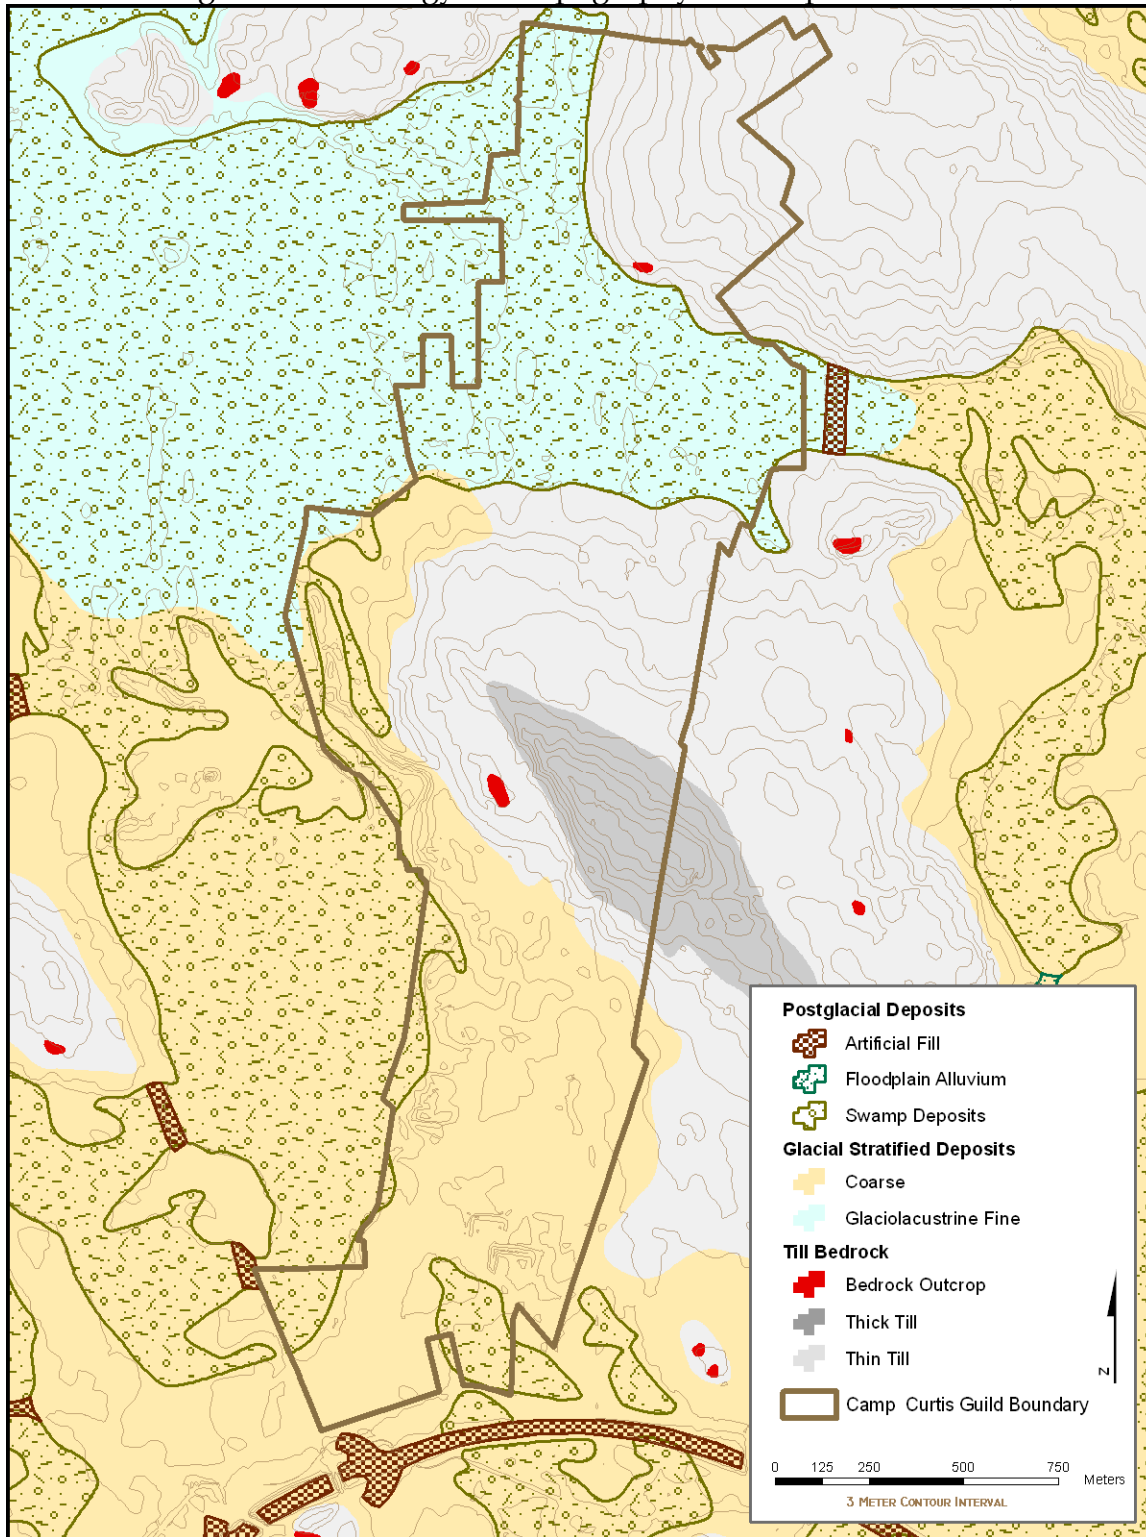 Postglacial Deposits
Artificial Fill
Floodplain Alluvium
Swamp Deposits
Glacial Stratified Deposits
Coarse
Glaciolacustrine Fine
Till Bedrock
Bedrock Outcrop
Thick Till
Thin Till
Z
Camp Curtis Guild Boundary
0 125 250 500 750
Meters
3 METER CONTOUR INTERVAL